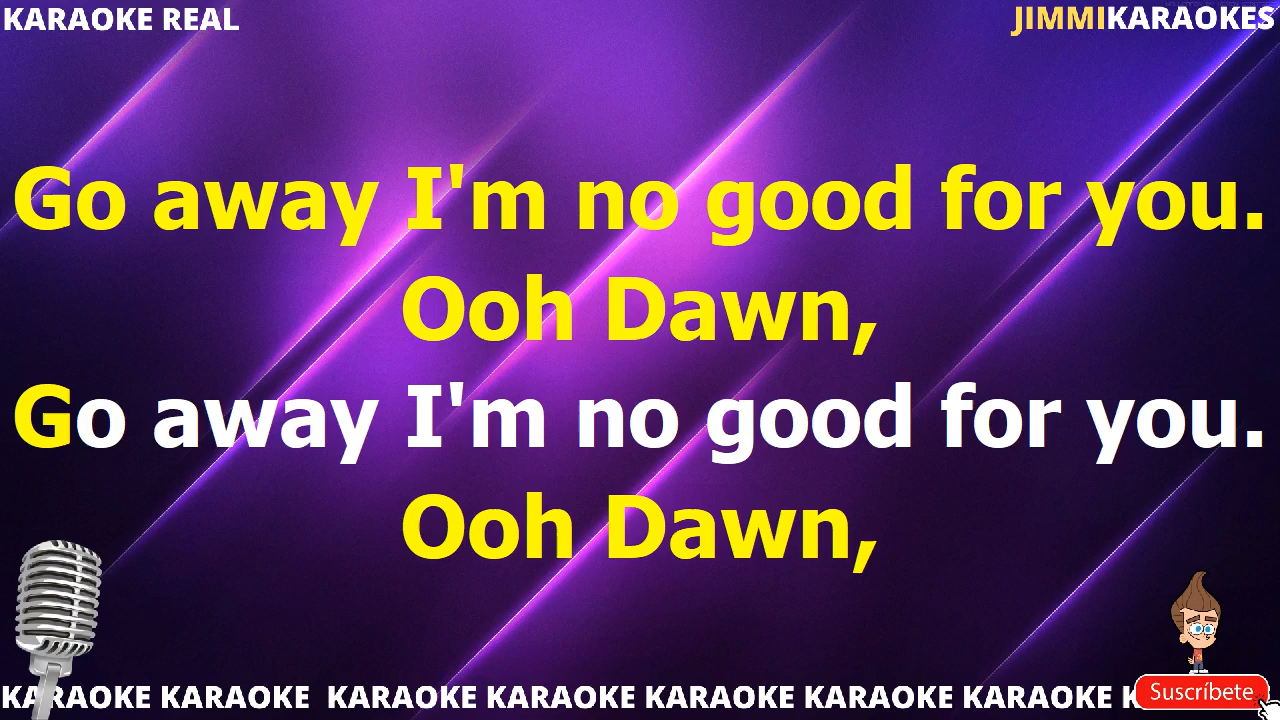 KARAOKE REAL
JIMMIKARAOKES
Go away I'm no good for you.
Ooh Dawn,
Go away I'm no good for you.
Ooh Dawn,
KARAOKE KARAOKE KARAOKE KARAOKE KARAOKE KARAOKE KARAOKE
Suscríbete